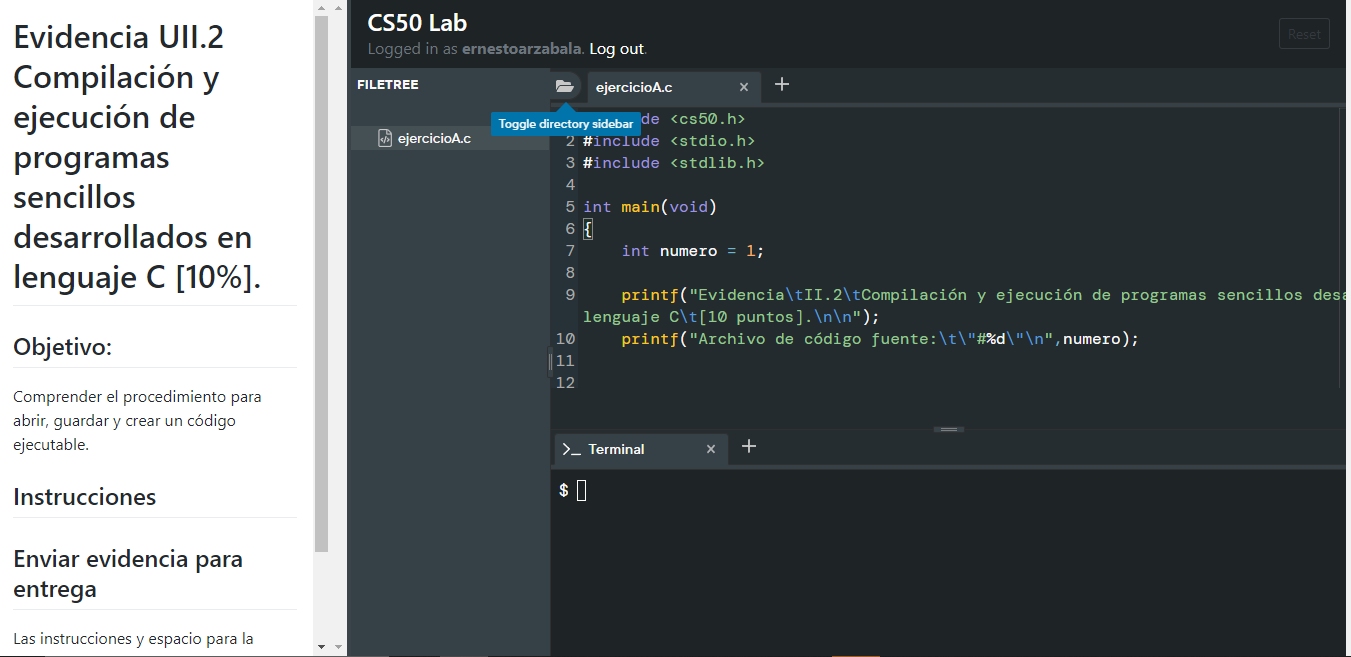 Evidencia UII.2
Compilación y
ejecución de
programas
sencillos
desarrollados en
lenguaje C [10%].
Objetivo:
Comprender el procedimiento para
abrir, guardar y crear un código
ejecutable.
Instrucciones
Enviar evidencia para
entrega
Las instrucciones y espacio para la
CS50 Lab
Logged in as ernestoarzabala. Log out.
Reset
FILETREE
ejercicioA.c
ejercicioA.c × +
Toggle directory sidebar
de <cs50.h>
2 #include <stdio.h>
3 #include <stdlib.h>
4
5 int main(void)
6 {
7 int numero = 1;
8
9 printf("Evidencia\tII.2\tCompilación y ejecución de programas sencillos desa
lenguaje C\t[10 puntos].\n\n");
10 printf("Archivo de código fuente:\t\"#%d\"\n",numero);
11
12
>_ Terminal × +
$